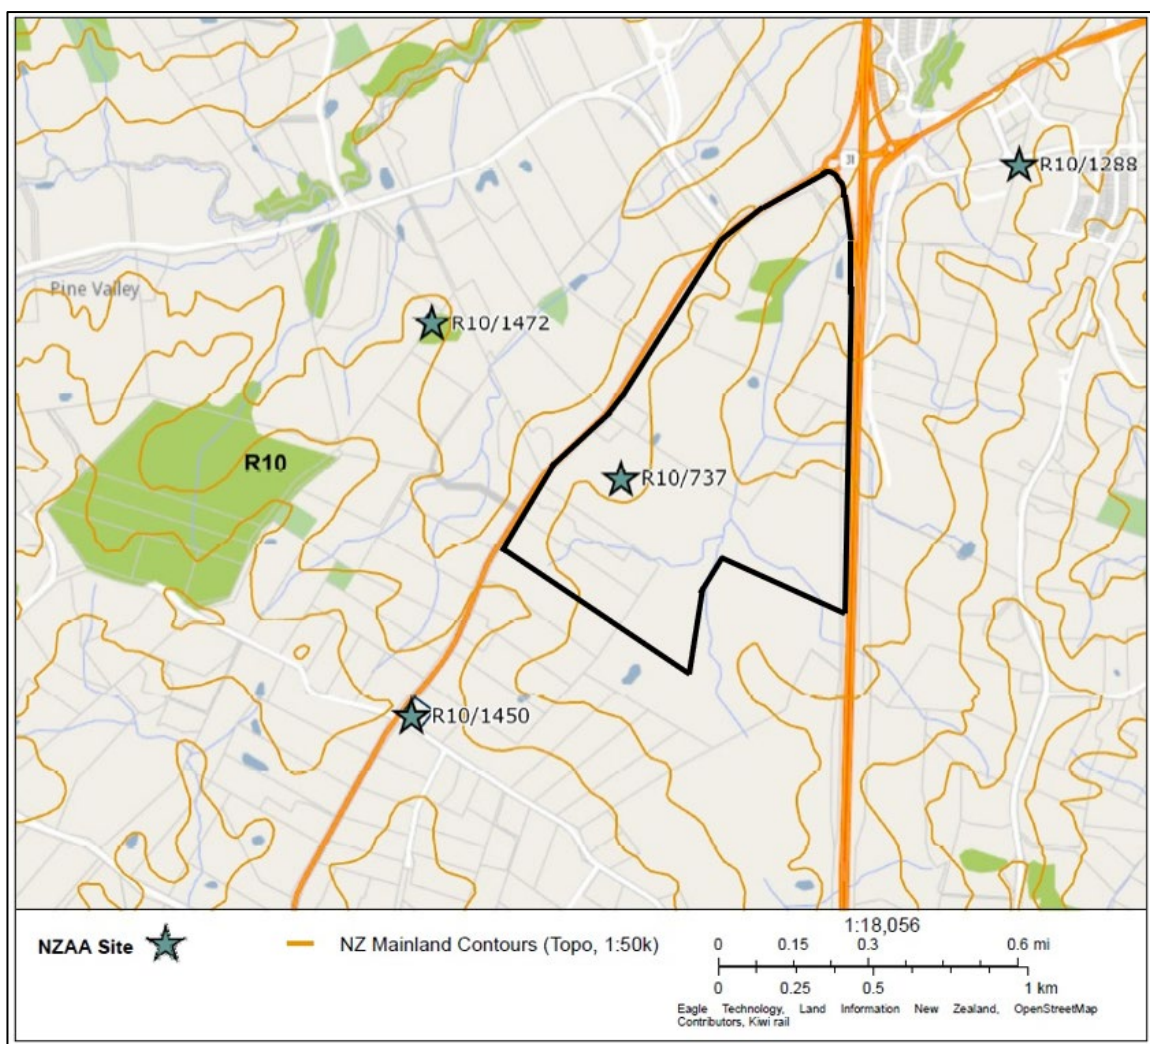 31
R10/1288
Pine Valley
R10/1472
R10
R10/737
R10/1450
1:18,056
NZAA Site
NZ Mainland Contours (Topo, 1:50k)
0 0.15 0.3 0.6 mi
0 0.25 0.5 1 km
Eagle Technology, Land Information New Zealand, OpenStreetMap
Contributors, Kiwi rail